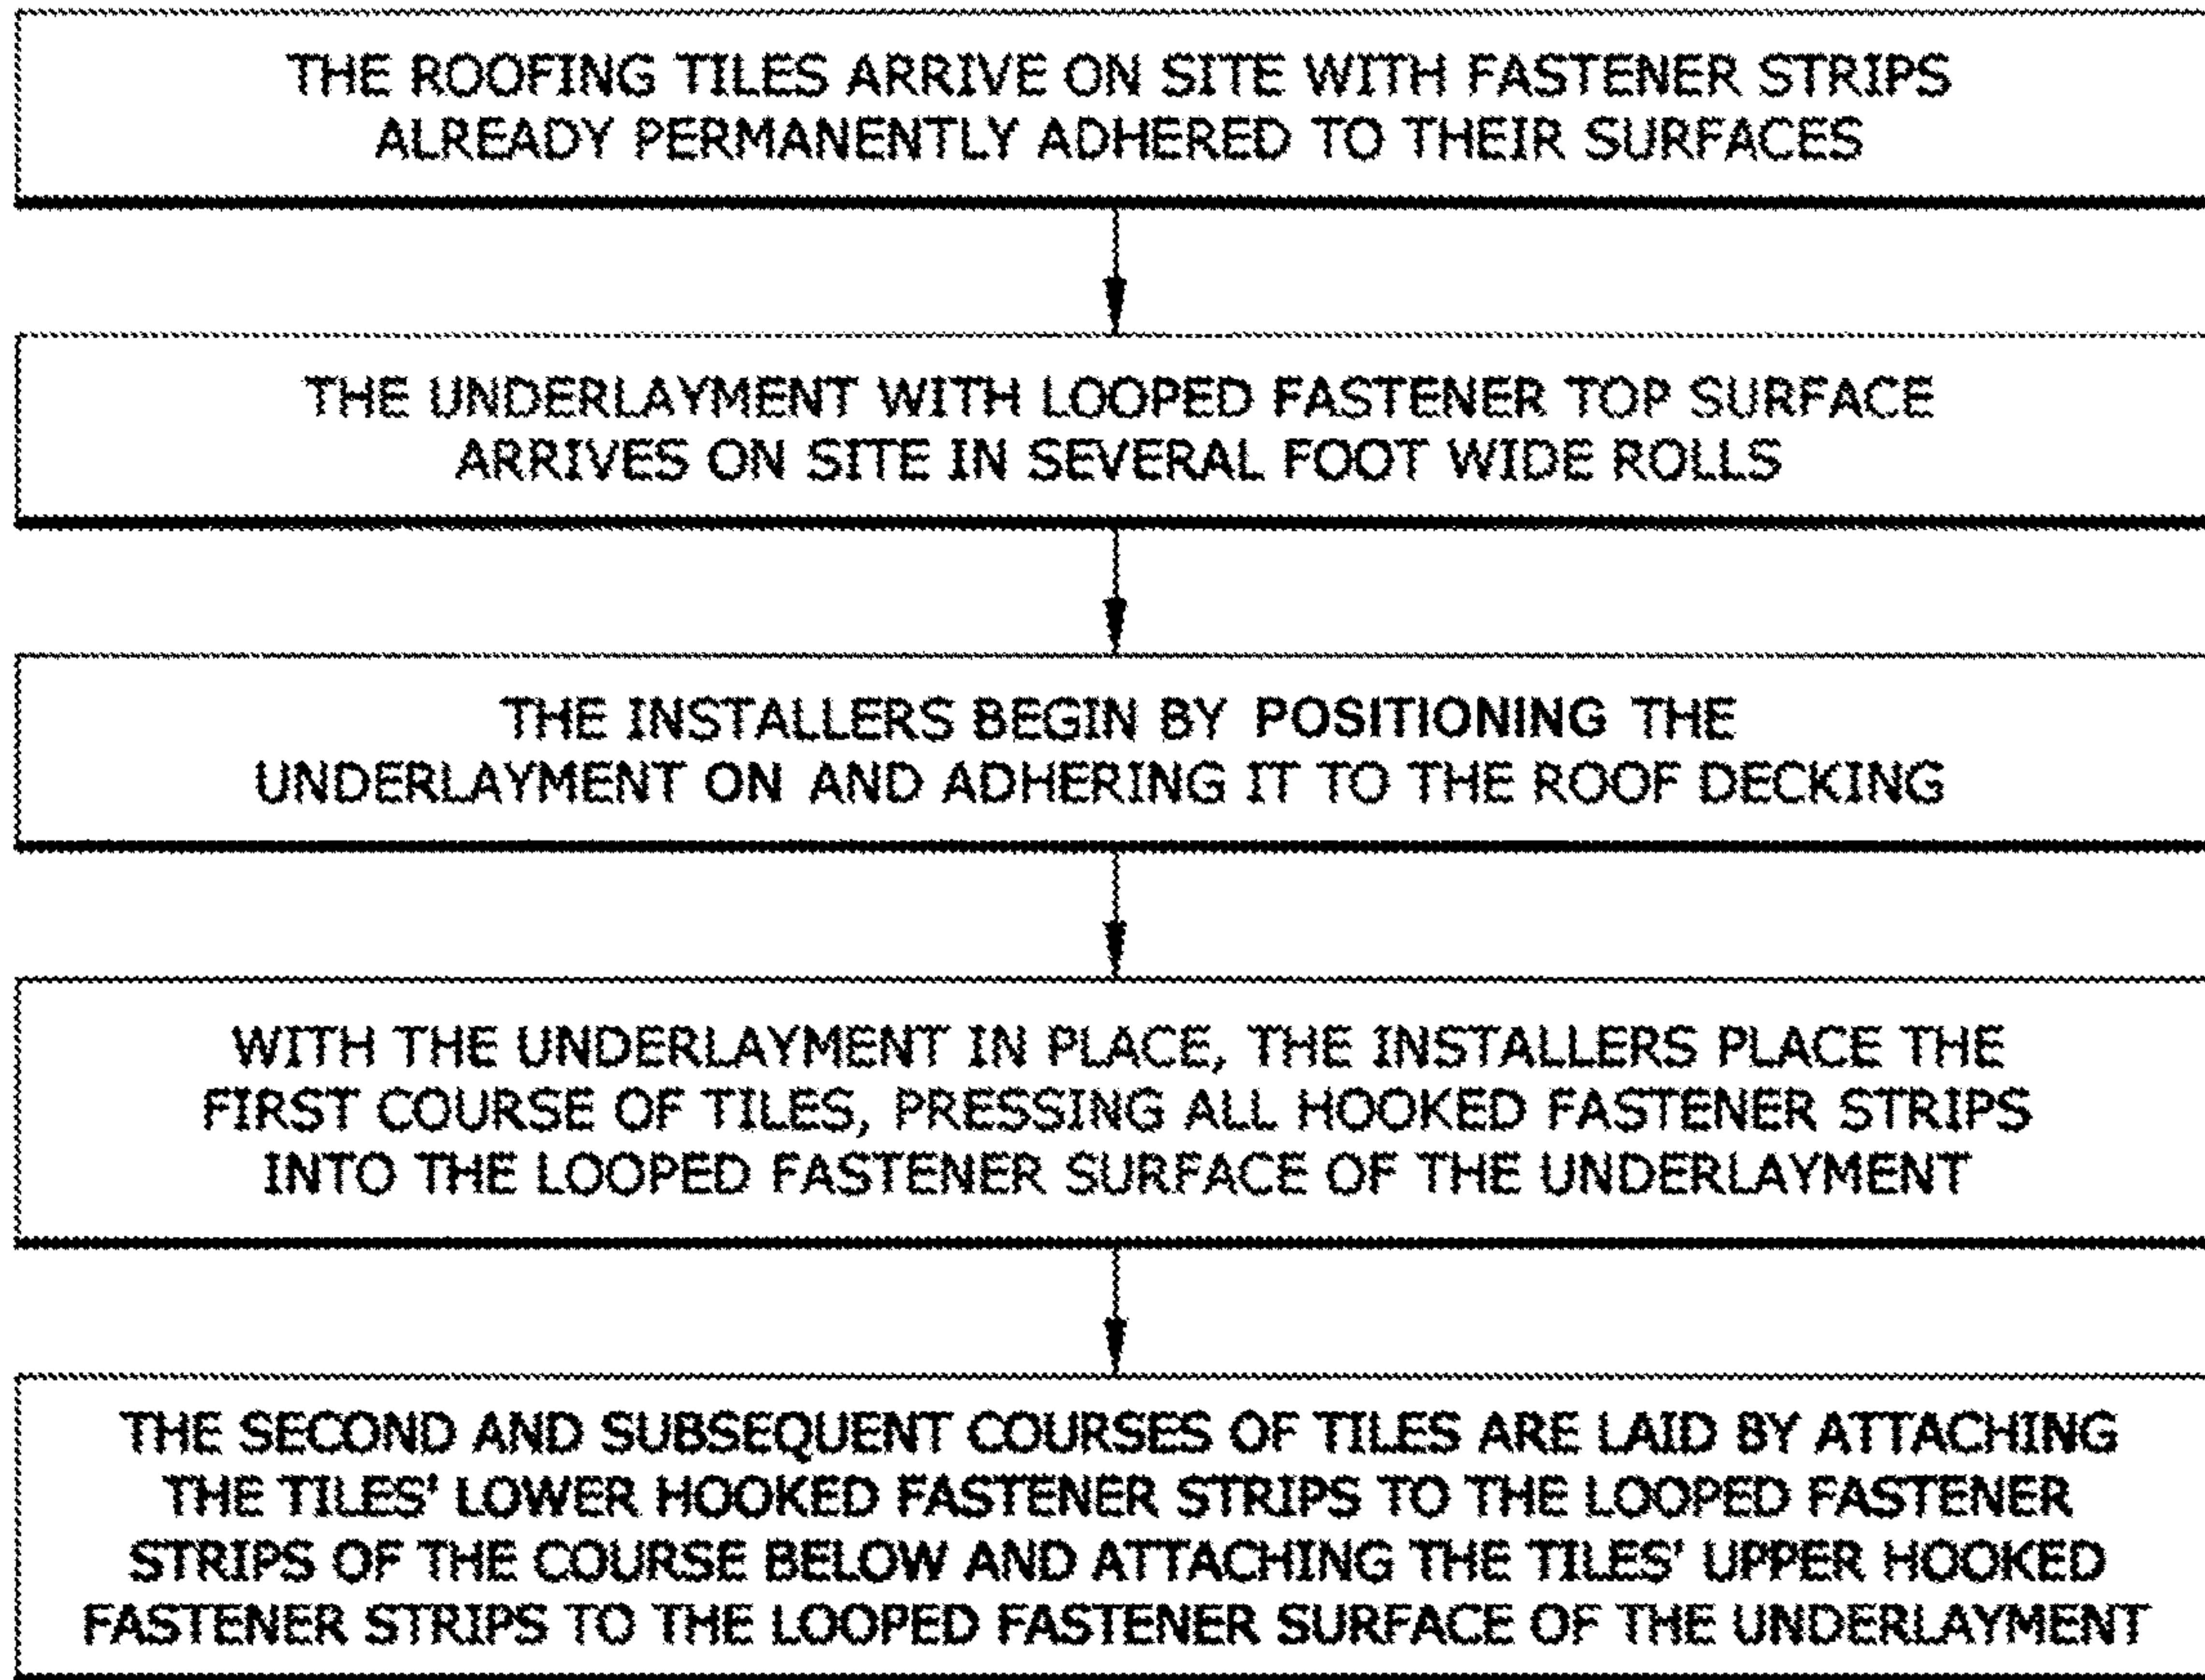 THE ROOFING TILES ARRIVE ON SITE WITH FASTENER STRIPS
ALREADY PERMANENTLY ADHERED TO THEIR SURFACES
THE UNDERLAYMENT WITH LOOPED FASTENER TOP SURFACE
ARRIVES ON SITE IN SEVERAL FOOT WIDE ROLLS
THE INSTALLERS BEGIN BY POSITIONING THE
UNDERLAYMENT ON AND ADHERING IT TO THE ROOF DECKING
WITH THE UNDERLAYMENT IN PLACE, THE INSTALLERS PLACE THE
FIRST COURSE OF TILES, PRESSING ALL HOOKED FASTENER STRIPS
INTO THE LOOPED FASTENER SURFACE OF THE UNDERLAYMENT
THE SECOND AND SUBSEQUENT COURSES OF TILES ARE LAID BY ATTACHING
THE TILES' LOWER HOOKED FASTENER STRIPS TO THE LOOPED FASTENER
STRIPS OF THE COURSE BELOW AND ATTACHING THE TILES' UPPER HOOKED
FASTENER STRIPS TO THE LOOPED FASTENER SURFACE OF THE UNDERLAYMENT